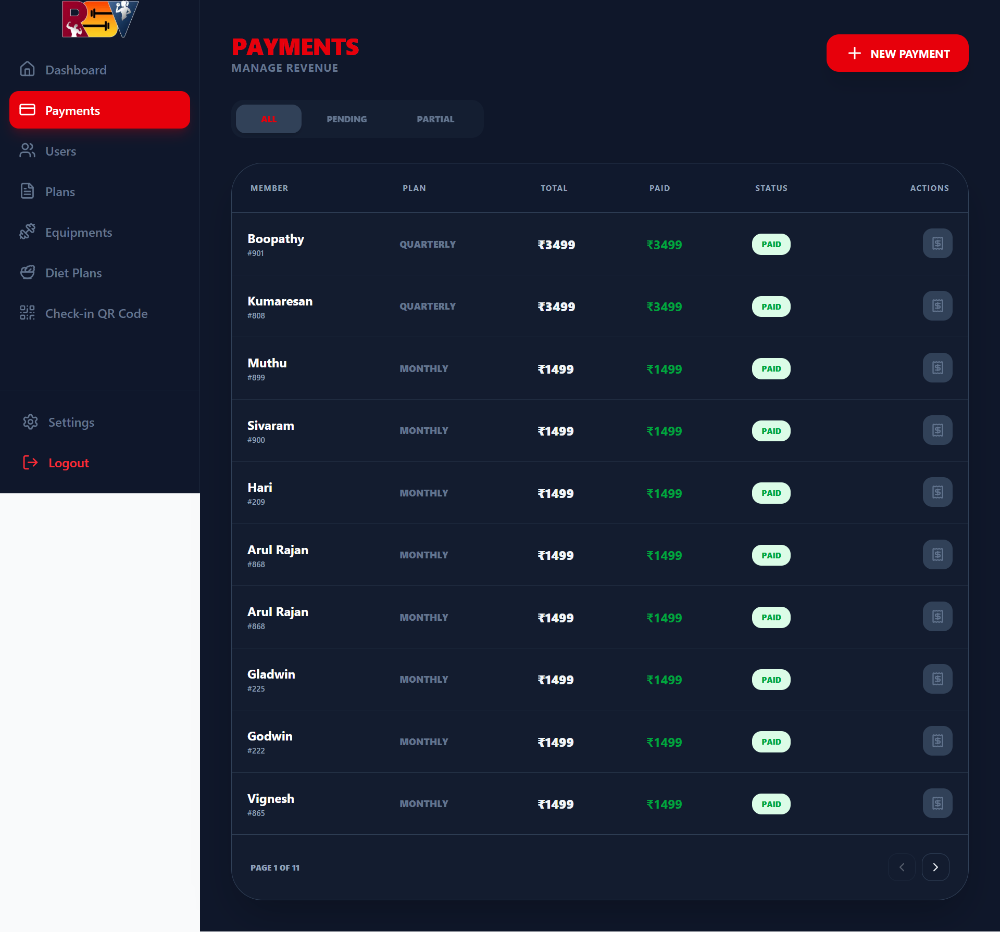 RSV
Dashboard
Payments
Users
Plans
Equipments
Diet Plans
Check-in QR Code
Settings
Logout
PAYMENTS
MANAGE REVENUE
NEW PAYMENT
ALL PENDING PARTIAL
MEMBER PLAN TOTAL PAID STATUS ACTIONS
Boopathy QUARTERLY ₹3499 ₹3499 PAID
#901
Kumaresan QUARTERLY ₹3499 ₹3499 PAID
#808
Muthu MONTHLY ₹1499 ₹1499 PAID
#899
Sivaram MONTHLY ₹1499 ₹1499 PAID
#900
Hari MONTHLY ₹1499 ₹1499 PAID
#209
Arul Rajan MONTHLY ₹1499 ₹1499 PAID
#868
Arul Rajan MONTHLY ₹1499 ₹1499 PAID
#868
Gladwin MONTHLY ₹1499 ₹1499 PAID
#225
Godwin MONTHLY ₹1499 ₹1499 PAID
#222
Vignesh MONTHLY ₹1499 ₹1499 PAID
#865
PAGE 1 OF 11